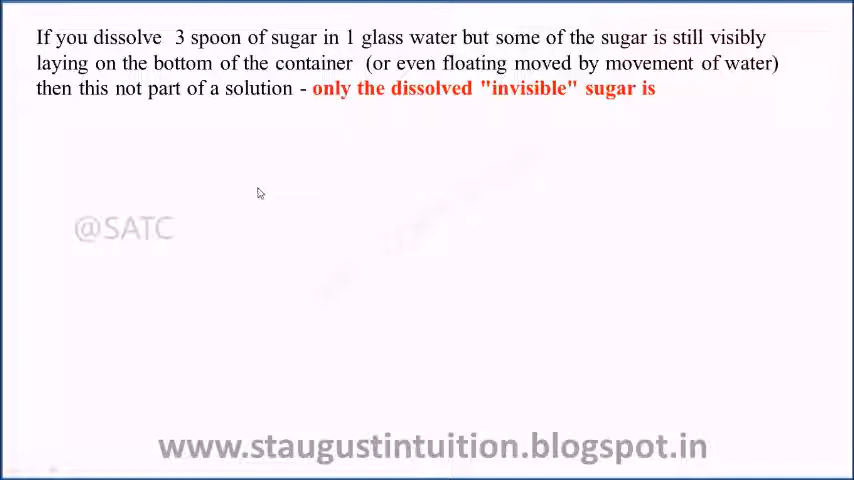 If you dissolve 3 spoon of sugar in 1 glass water but some of the sugar is still visibly
laying on the bottom of the container (or even floating moved by movement of water)
then this not part of a solution - only the dissolved "invisible" sugar is
@SATC
www.staugustintuition.blogspot.in